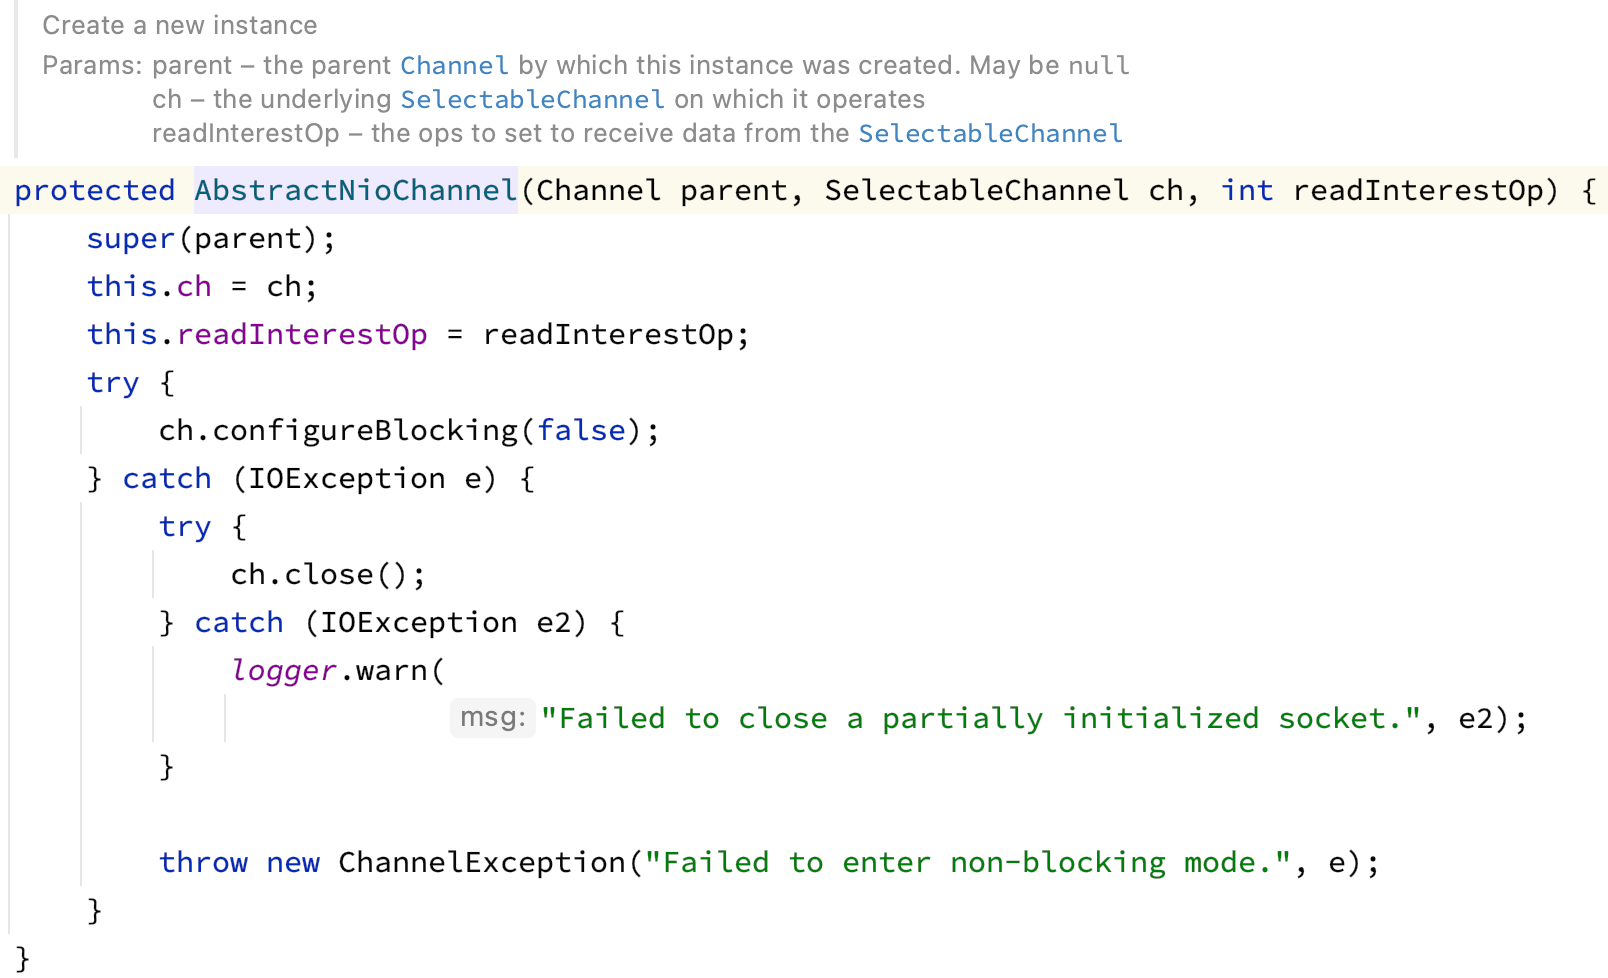 Create a new instance
Params: parent – the parent Channel by which this instance was created. May be null
ch – the underlying SelectableChannel on which it operates
readInterestOp – the ops to set to receive data from the SelectableChannel
protected AbstractNioChannel(Channel parent, SelectableChannel ch, int readInterestOp) {
    super(parent);
    this.ch = ch;
    this.readInterestOp = readInterestOp;
    try {
        ch.configureBlocking(false);
    } catch (IOException e) {
        try {
            ch.close();
        } catch (IOException e2) {
            logger.warn(
                        msg: "Failed to close a partially initialized socket.", e2);
        }

        throw new ChannelException("Failed to enter non-blocking mode.", e);
    }
}